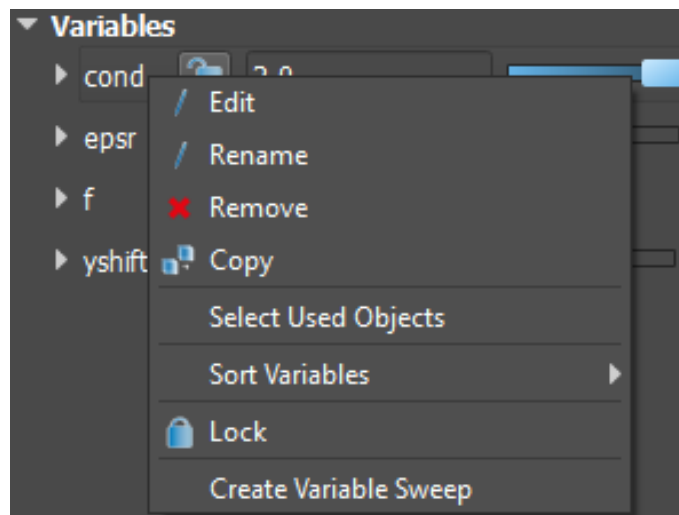 Variables
cond
Edit
epsr
Rename
f
Remove
yshift
Copy
Select Used Objects
Sort Variables
Lock
Create Variable Sweep